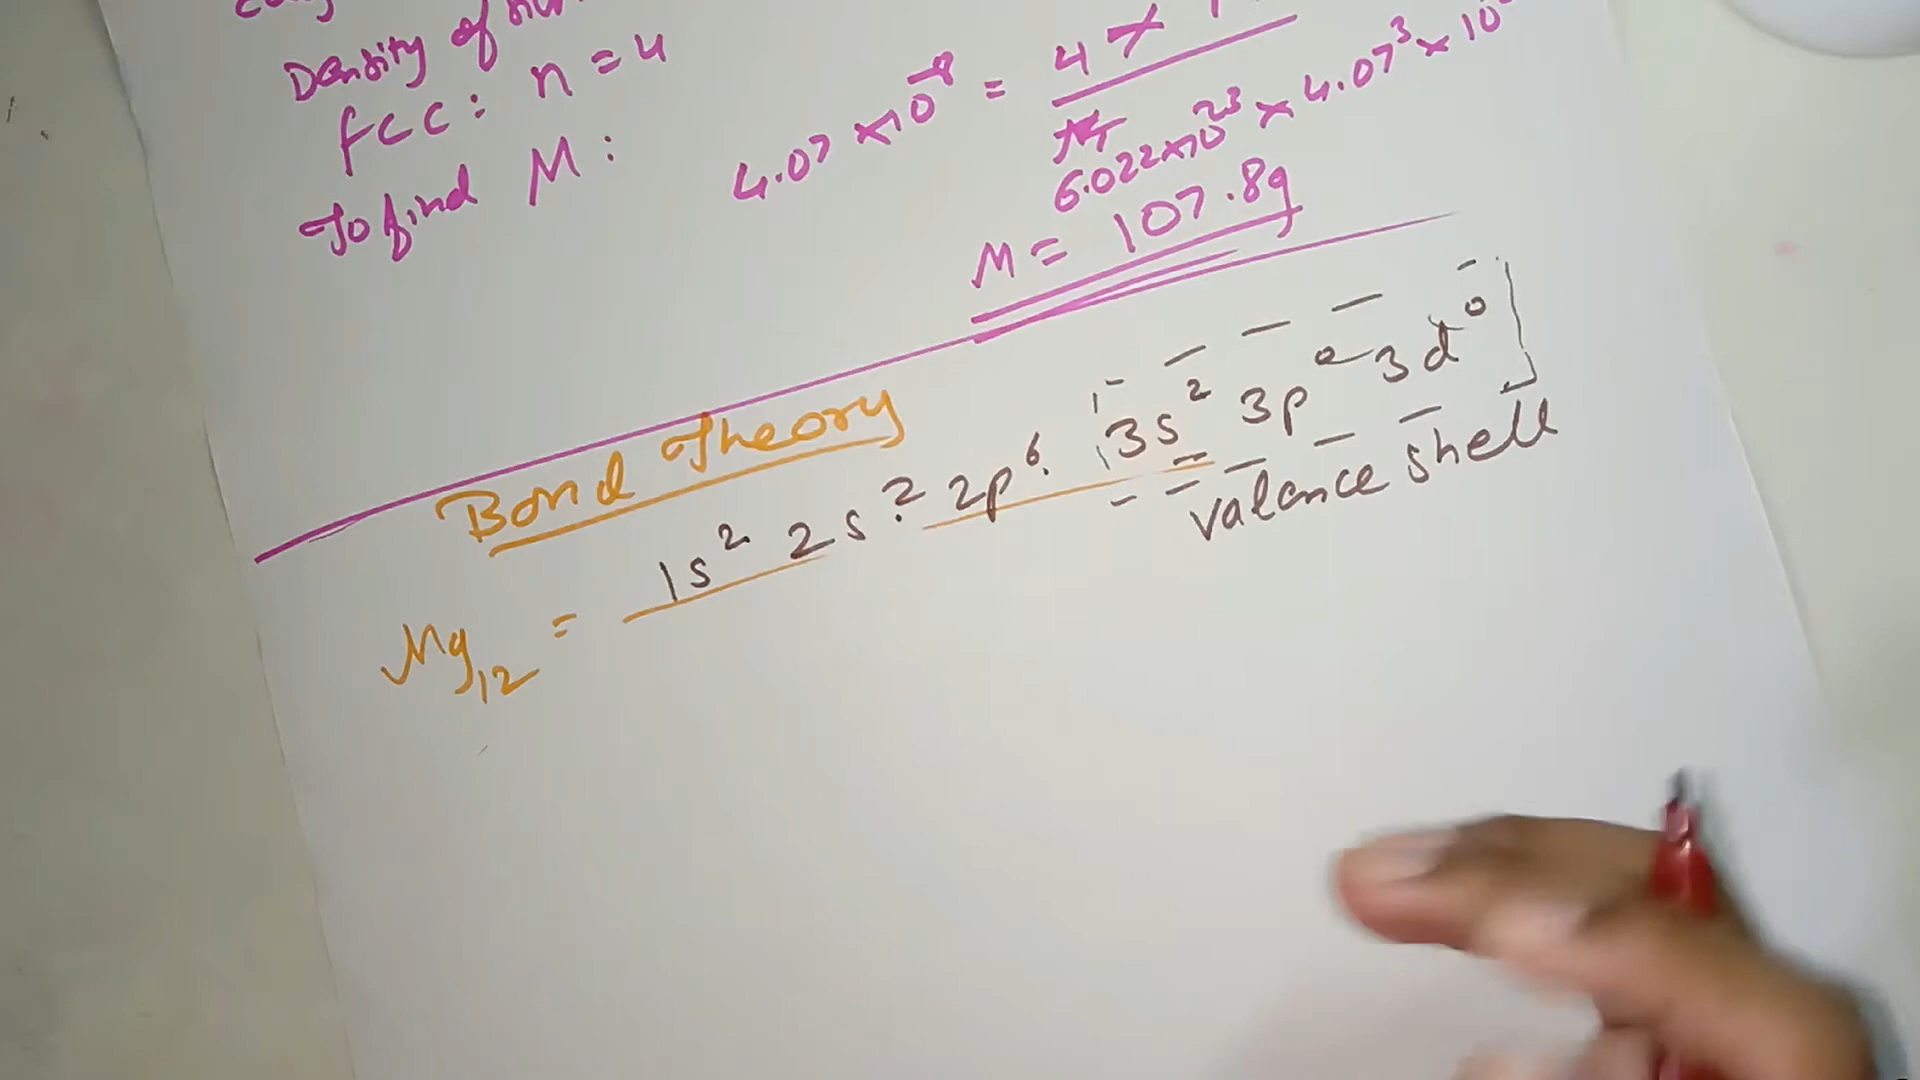 Density of
fcc: n = 4
To find M:
4.07 × 10⁻⁸ = 4 ×
6.022×10²³ × 4.07³ × 10
M = 107.8g
Bond Theory
Mg₁₂ = 1s² 2s² 2p⁶ 3s² 3p⁰ 3d⁰
valance shell